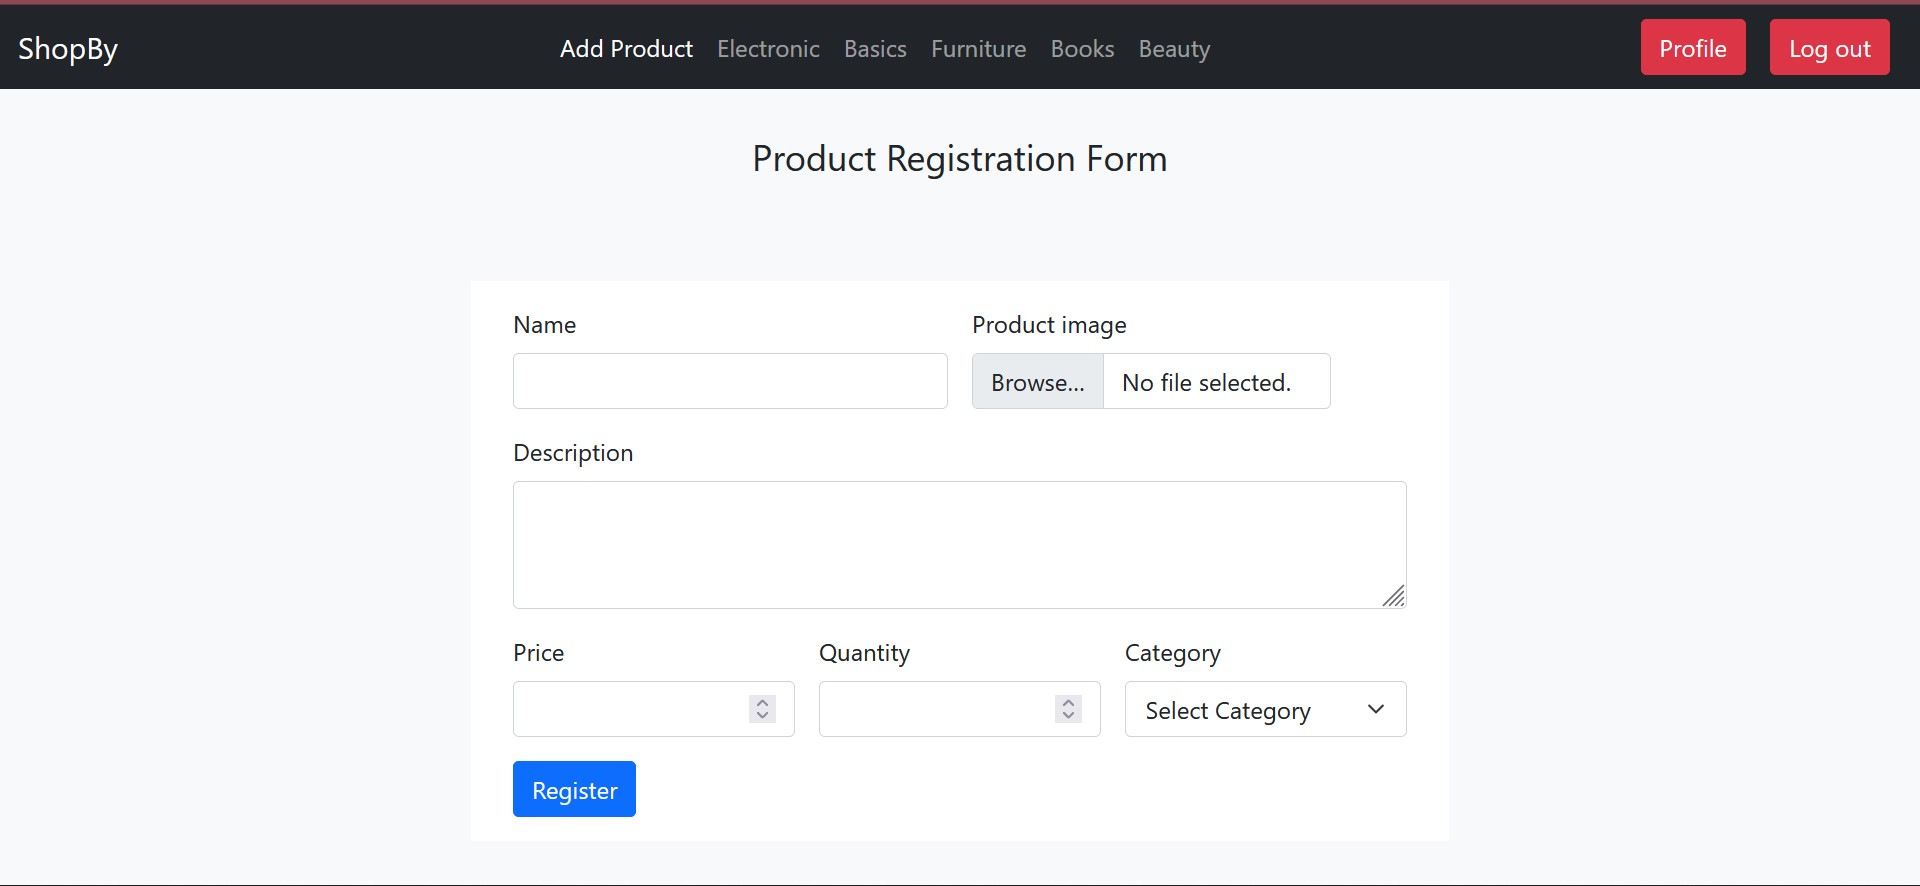 ShopBy Add Product Electronic Basics Furniture Books Beauty Profile Log out
Product Registration Form
Name Product image
Browse... No file selected.
Description
Price Quantity Category
Select Category
Register